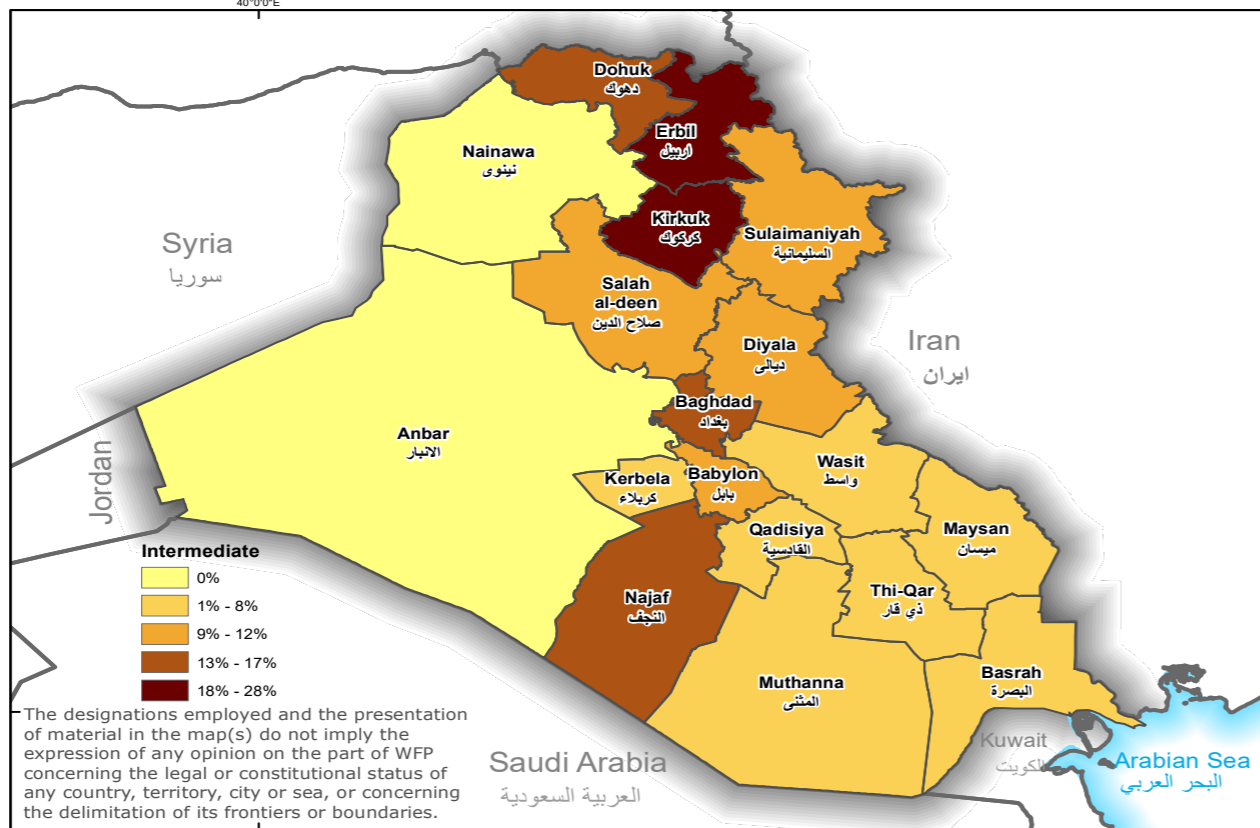 40°0'0"E
Dohuk
دهوك
Erbil
اربيل
Nainawa
نينوى
Kirkuk
كركوك
Sulaimaniyah
السليمانية
Syria
سوريا
Salah
al-deen
صلاح الدين
Diyala
ديالى
Iran
ايران
Baghdad
بغداد
Anbar
الانبار
Jordan
Kerbela
كربلاء
Babylon
بابل
Wasit
واسط
Qadisiya
القادسية
Maysan
ميسان
Najaf
النجف
Thi-Qar
ذي قار
Muthanna
المثنى
Basrah
البصرة
Intermediate
0%
1% - 8%
9% - 12%
13% - 17%
18% - 28%
The designations employed and the presentation
of material in the map(s) do not imply the
expression of any opinion on the part of WFP
concerning the legal or constitutional status of
any country, territory, city or sea, or concerning
the delimitation of its frontiers or boundaries.
Saudi Arabia
العربية السعودية
Kuwait
الكويت
Arabian Sea
البحر العربي